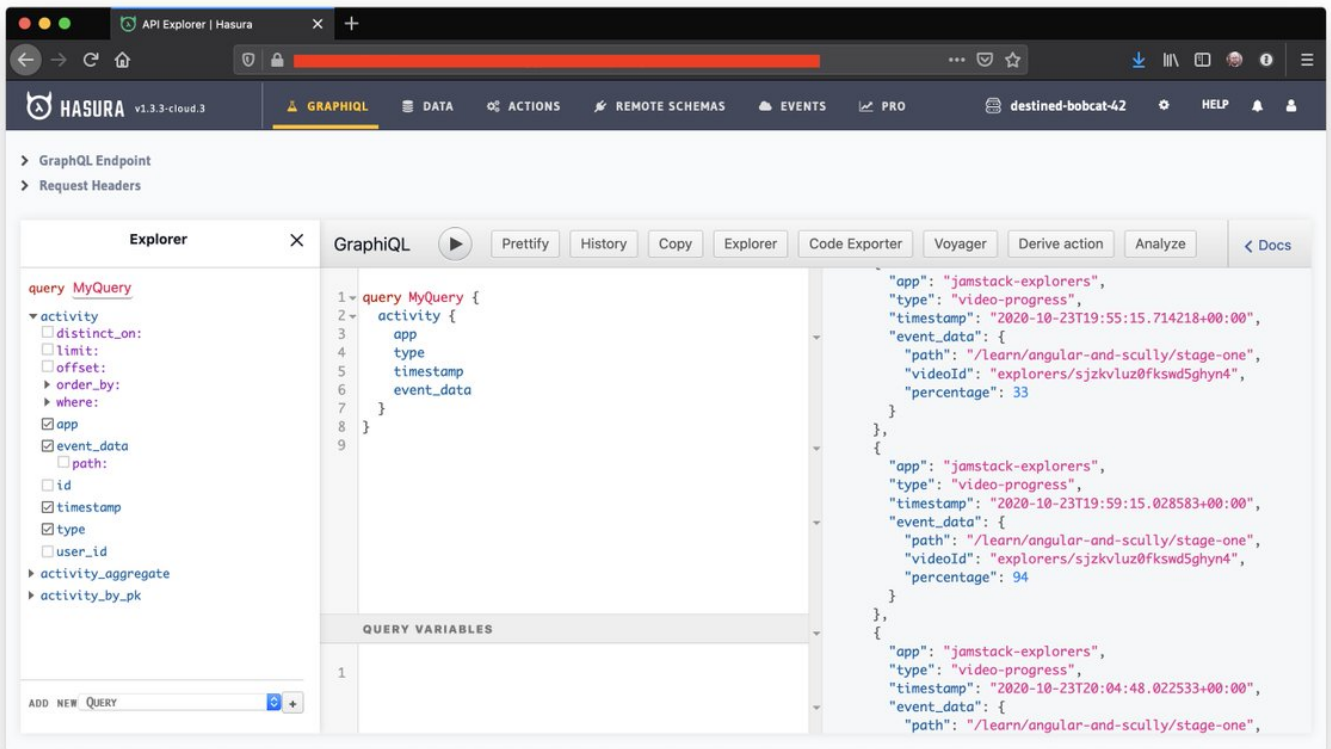 API Explorer | Hasura
HASURA v1.3.3-cloud.3
GRAPHIQL
DATA
ACTIONS
REMOTE SCHEMAS
EVENTS
PRO
destined-bobcat-42
HELP
GraphQL Endpoint
Request Headers
Explorer
query MyQuery
activity
distinct_on:
limit:
offset:
order_by:
where:
app
event_data
path:
id
timestamp
type
user_id
activity_aggregate
activity_by_pk
ADD NEW QUERY +
GraphiQL
Prettify
History
Copy
Explorer
Code Exporter
Voyager
Derive action
Analyze
< Docs
1 query MyQuery {
2 activity {
3 app
4 type
5 timestamp
6 event_data
7 }
8 }
9
QUERY VARIABLES
1
{
"app": "jamstack-explorers",
"type": "video-progress",
"timestamp": "2020-10-23T19:55:15.714218+00:00",
"event_data": {
"path": "/learn/angular-and-scully/stage-one",
"videoId": "explorers/sjzkvluz0fkswd5ghyn4",
"percentage": 33
}
},
{
"app": "jamstack-explorers",
"type": "video-progress",
"timestamp": "2020-10-23T19:59:15.028583+00:00",
"event_data": {
"path": "/learn/angular-and-scully/stage-one",
"videoId": "explorers/sjzkvluz0fkswd5ghyn4",
"percentage": 94
}
},
{
"app": "jamstack-explorers",
"type": "video-progress",
"timestamp": "2020-10-23T20:04:48.022533+00:00",
"event_data": {
"path": "/learn/angular-and-scully/stage-one",